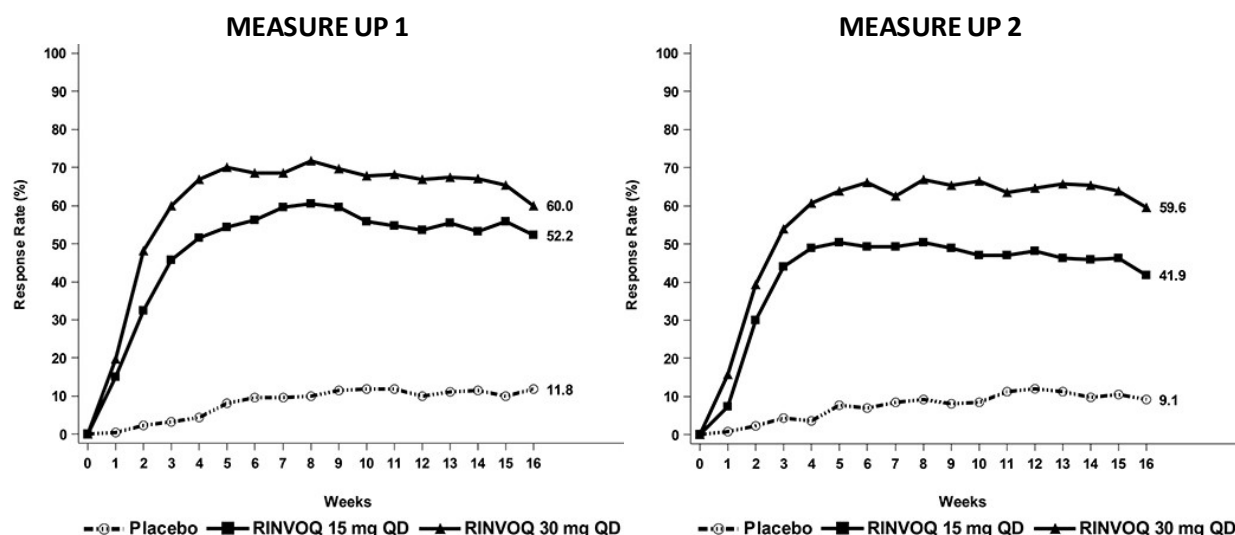 MEASURE UP 1
100
90
80
70
60
50
40
30
20
10
0
Response Rate (%)
60.0
52.2
11.8
0 1 2 3 4 5 6 7 8 9 10 11 12 13 14 15 16
Weeks
Placebo RINVOQ 15 mg QD RINVOQ 30 mg QD
MEASURE UP 2
100
90
80
70
60
50
40
30
20
10
0
Response Rate (%)
59.6
41.9
9.1
0 1 2 3 4 5 6 7 8 9 10 11 12 13 14 15 16
Weeks
Placebo RINVOQ 15 mg QD RINVOQ 30 mg QD